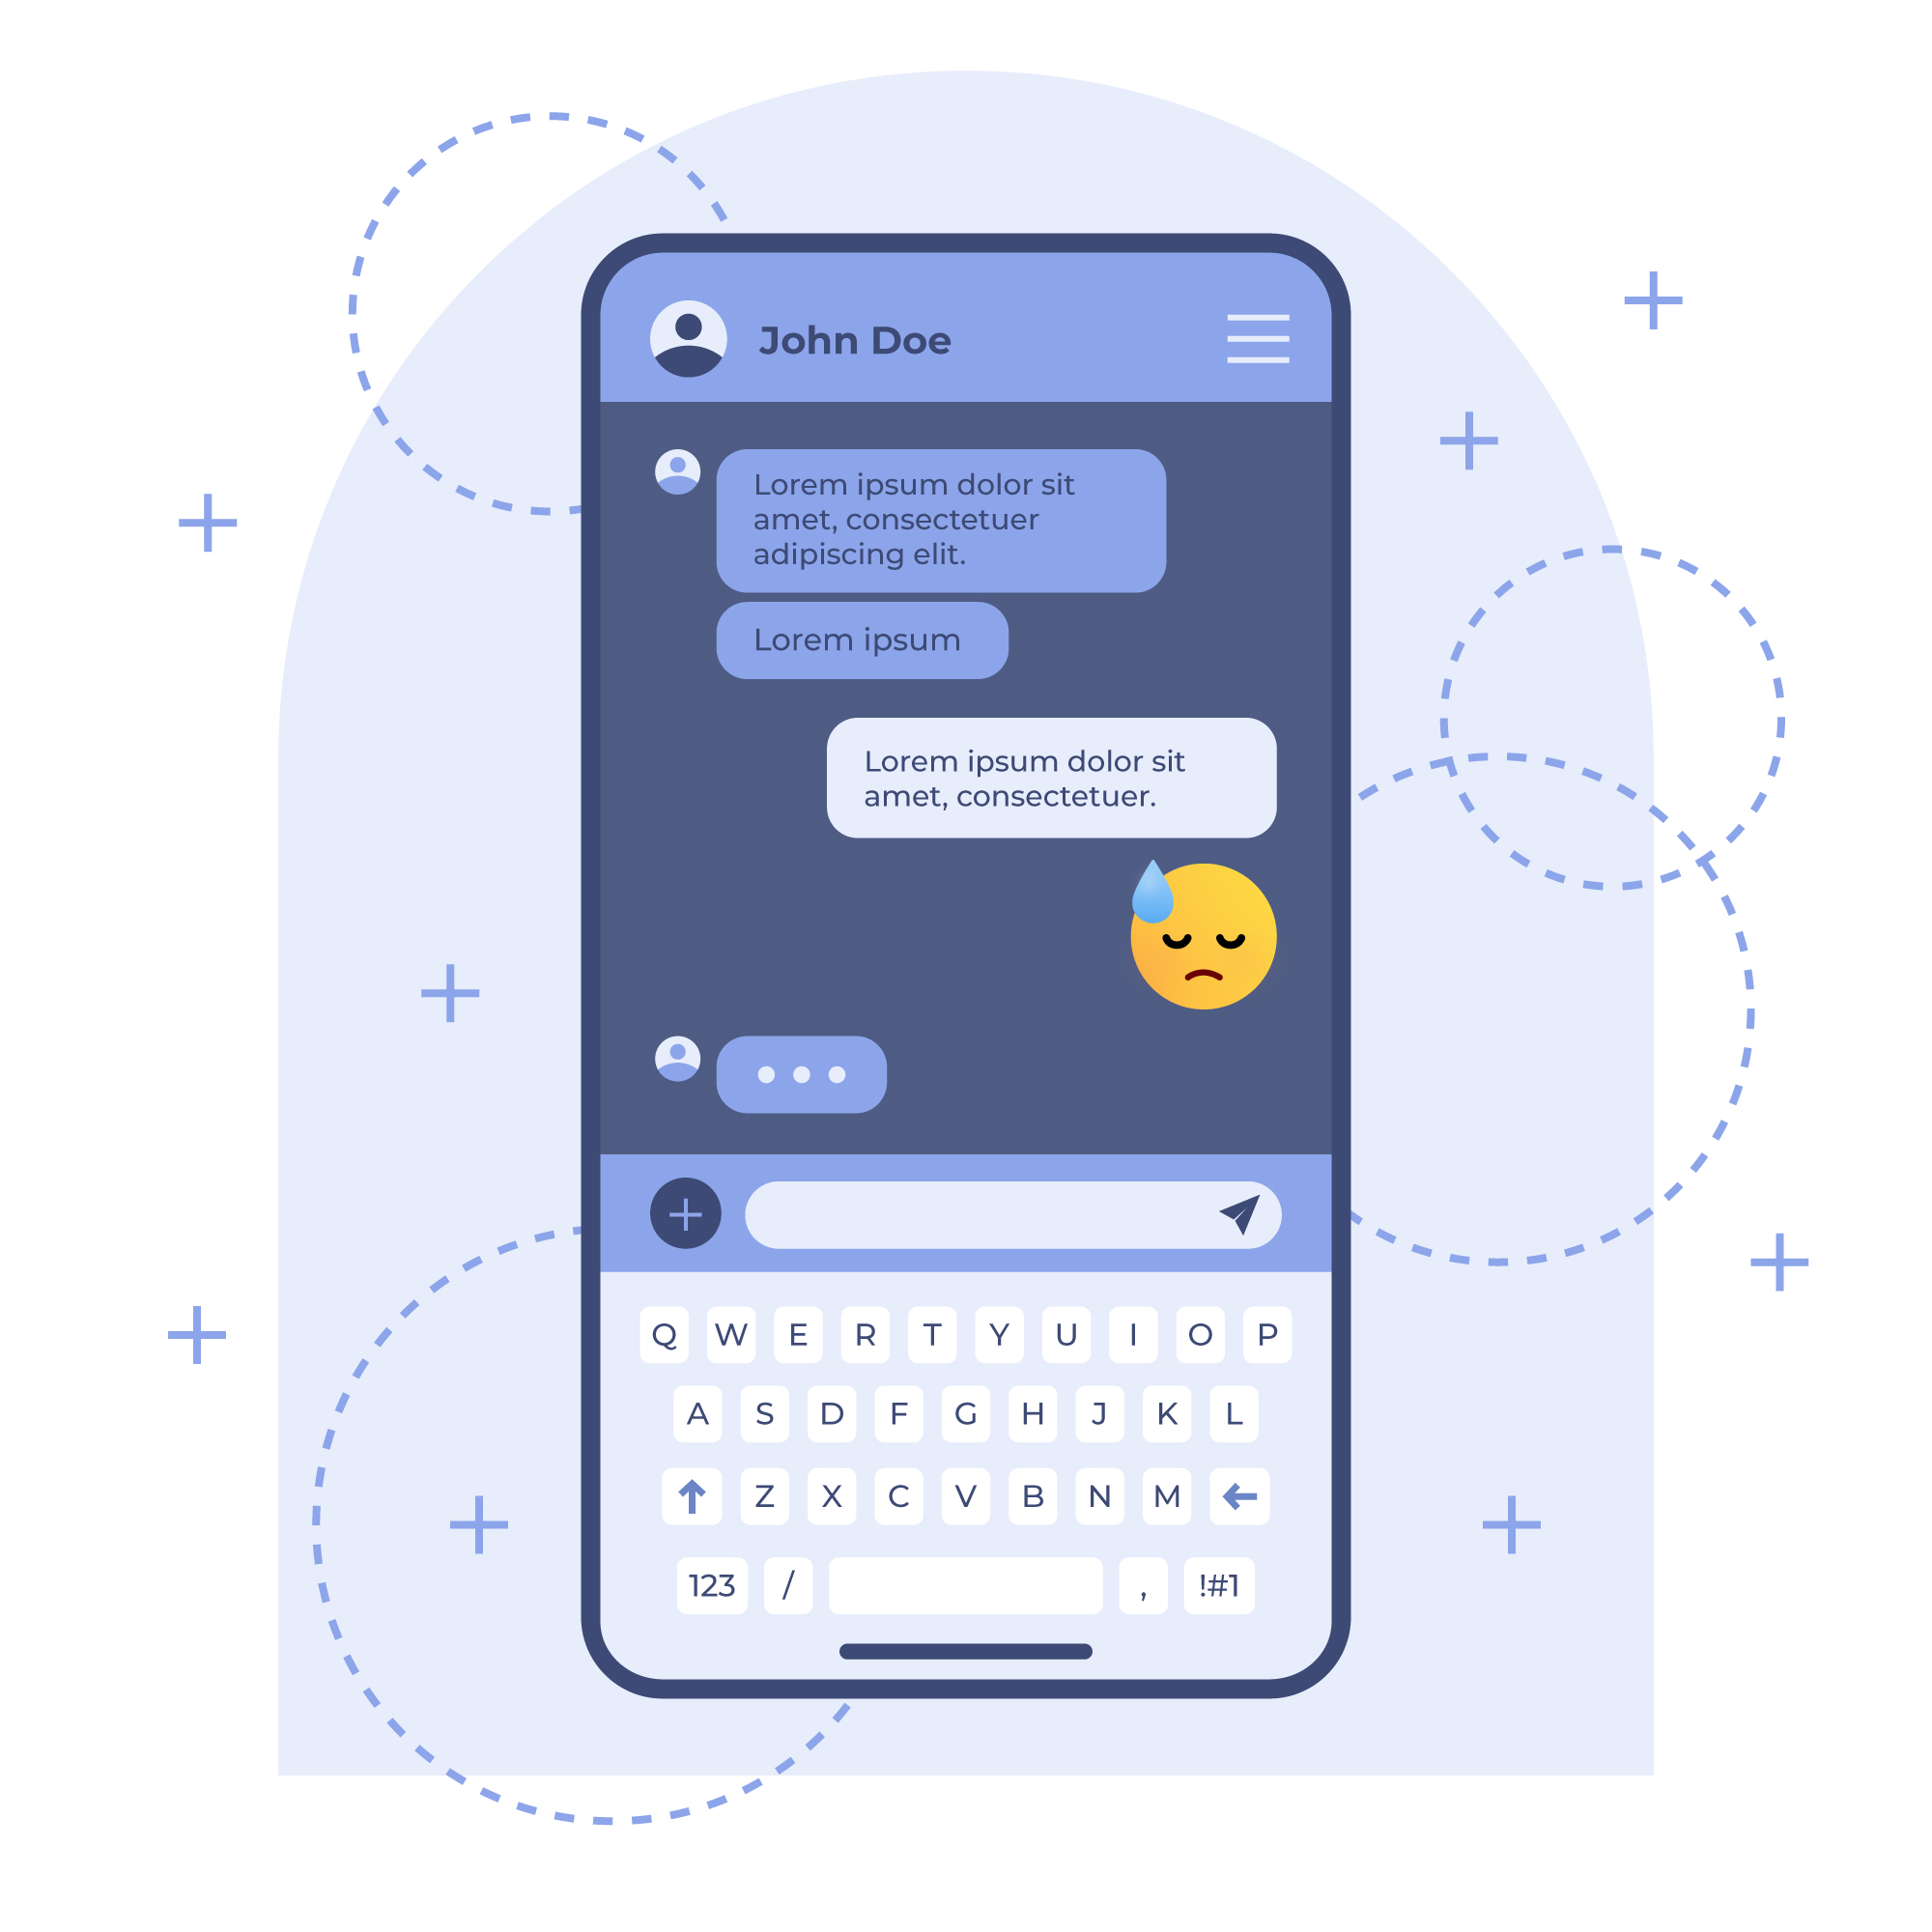 John Doe
Lorem ipsum dolor sit
amet, consectetuer
adipiscing elit.
Lorem ipsum
Lorem ipsum dolor sit
amet, consectetuer.
Q W E R T Y U I O P
A S D F G H J K L
Z X C V B N M
123 / , !#1